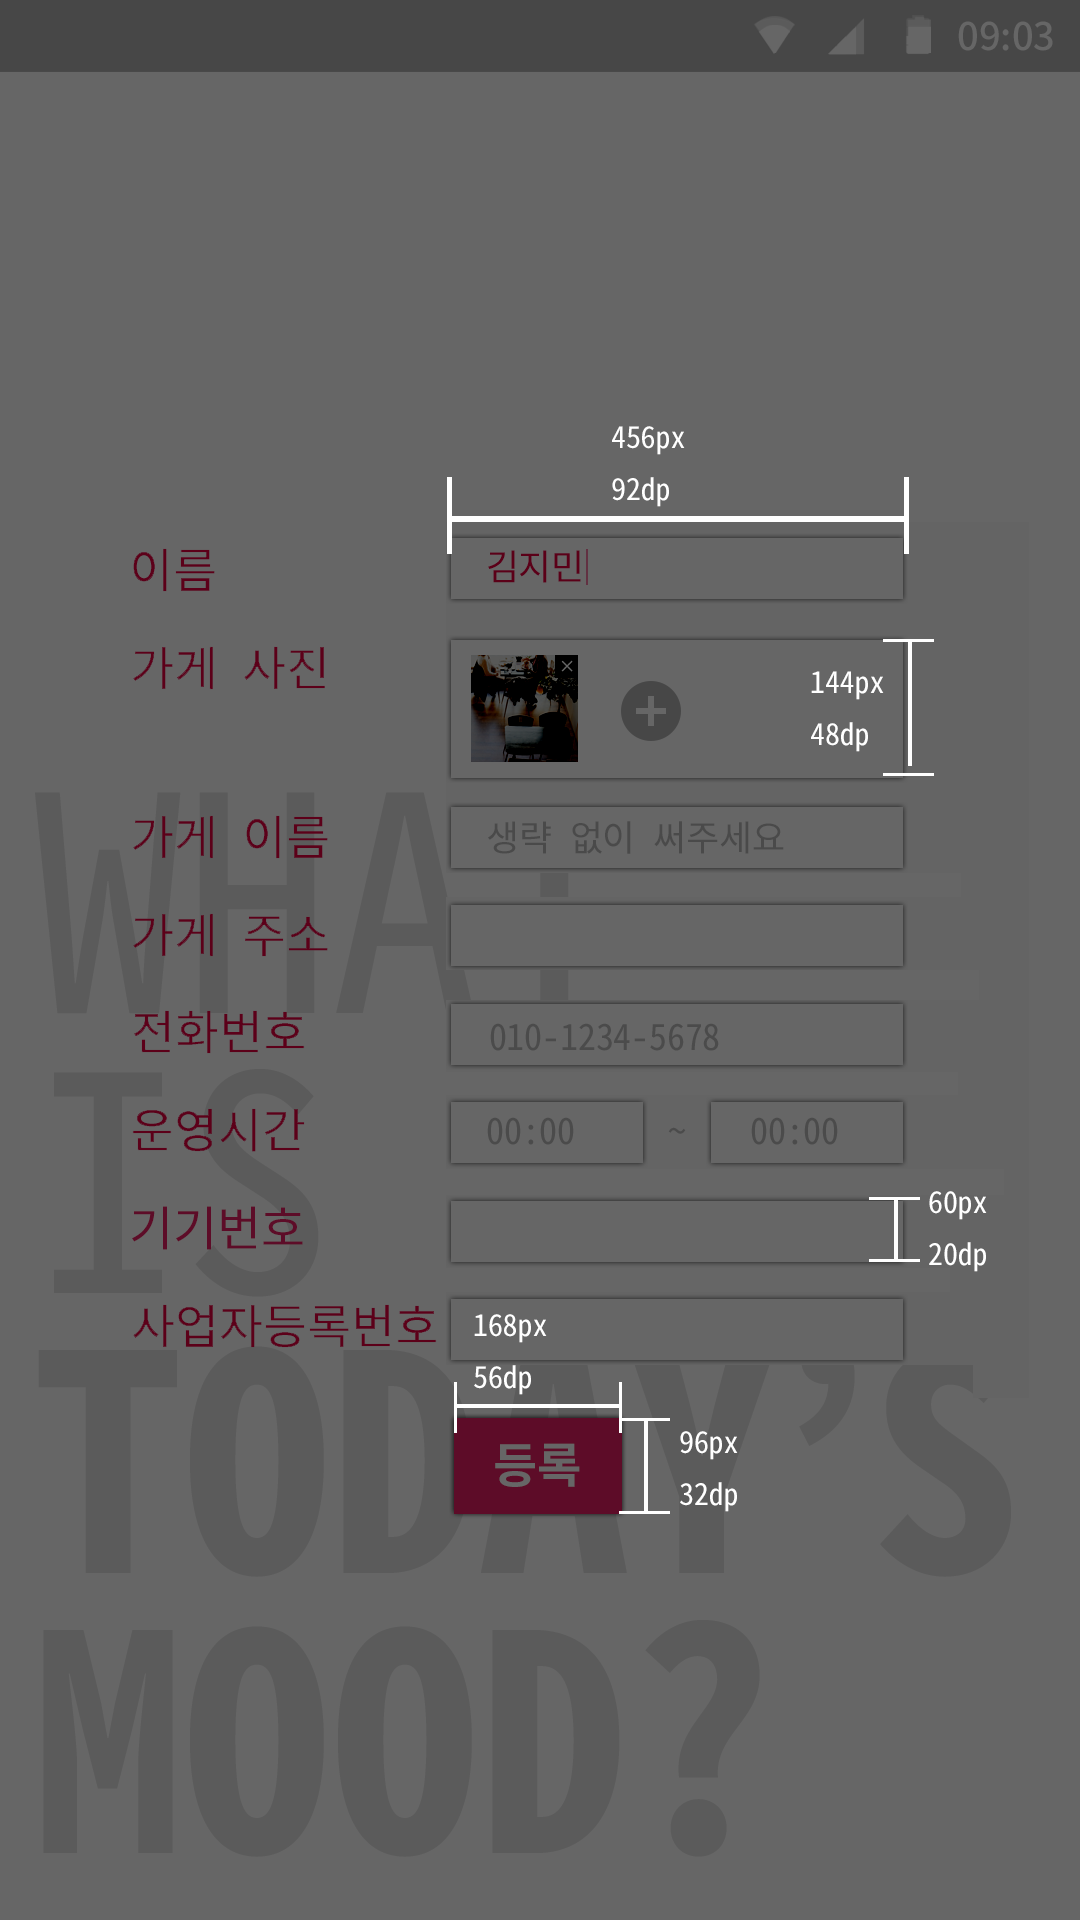 09:03
456px
92dp
이름
김지민
가게 사진
144px
48dp
가게 이름
생략 없이 써주세요
가게 주소
전화번호
010-1234-5678
운영시간
00:00 ~ 00:00
기기번호
60px
20dp
사업자등록번호
168px
56dp
등록
96px
32dp
WHAT
IS
TODAY'S
MOOD?